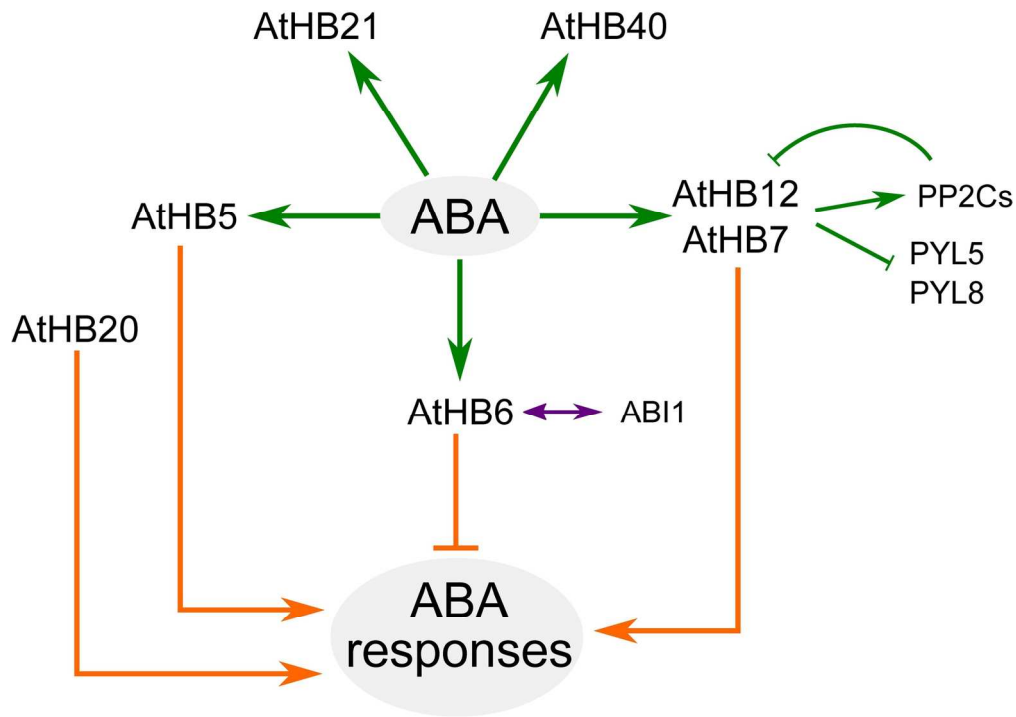 AtHB21
AtHB40
AtHB5
ABA
AtHB12
AtHB7
PP2Cs
PYL5
PYL8
AtHB20
AtHB6
ABI1
ABA
responses